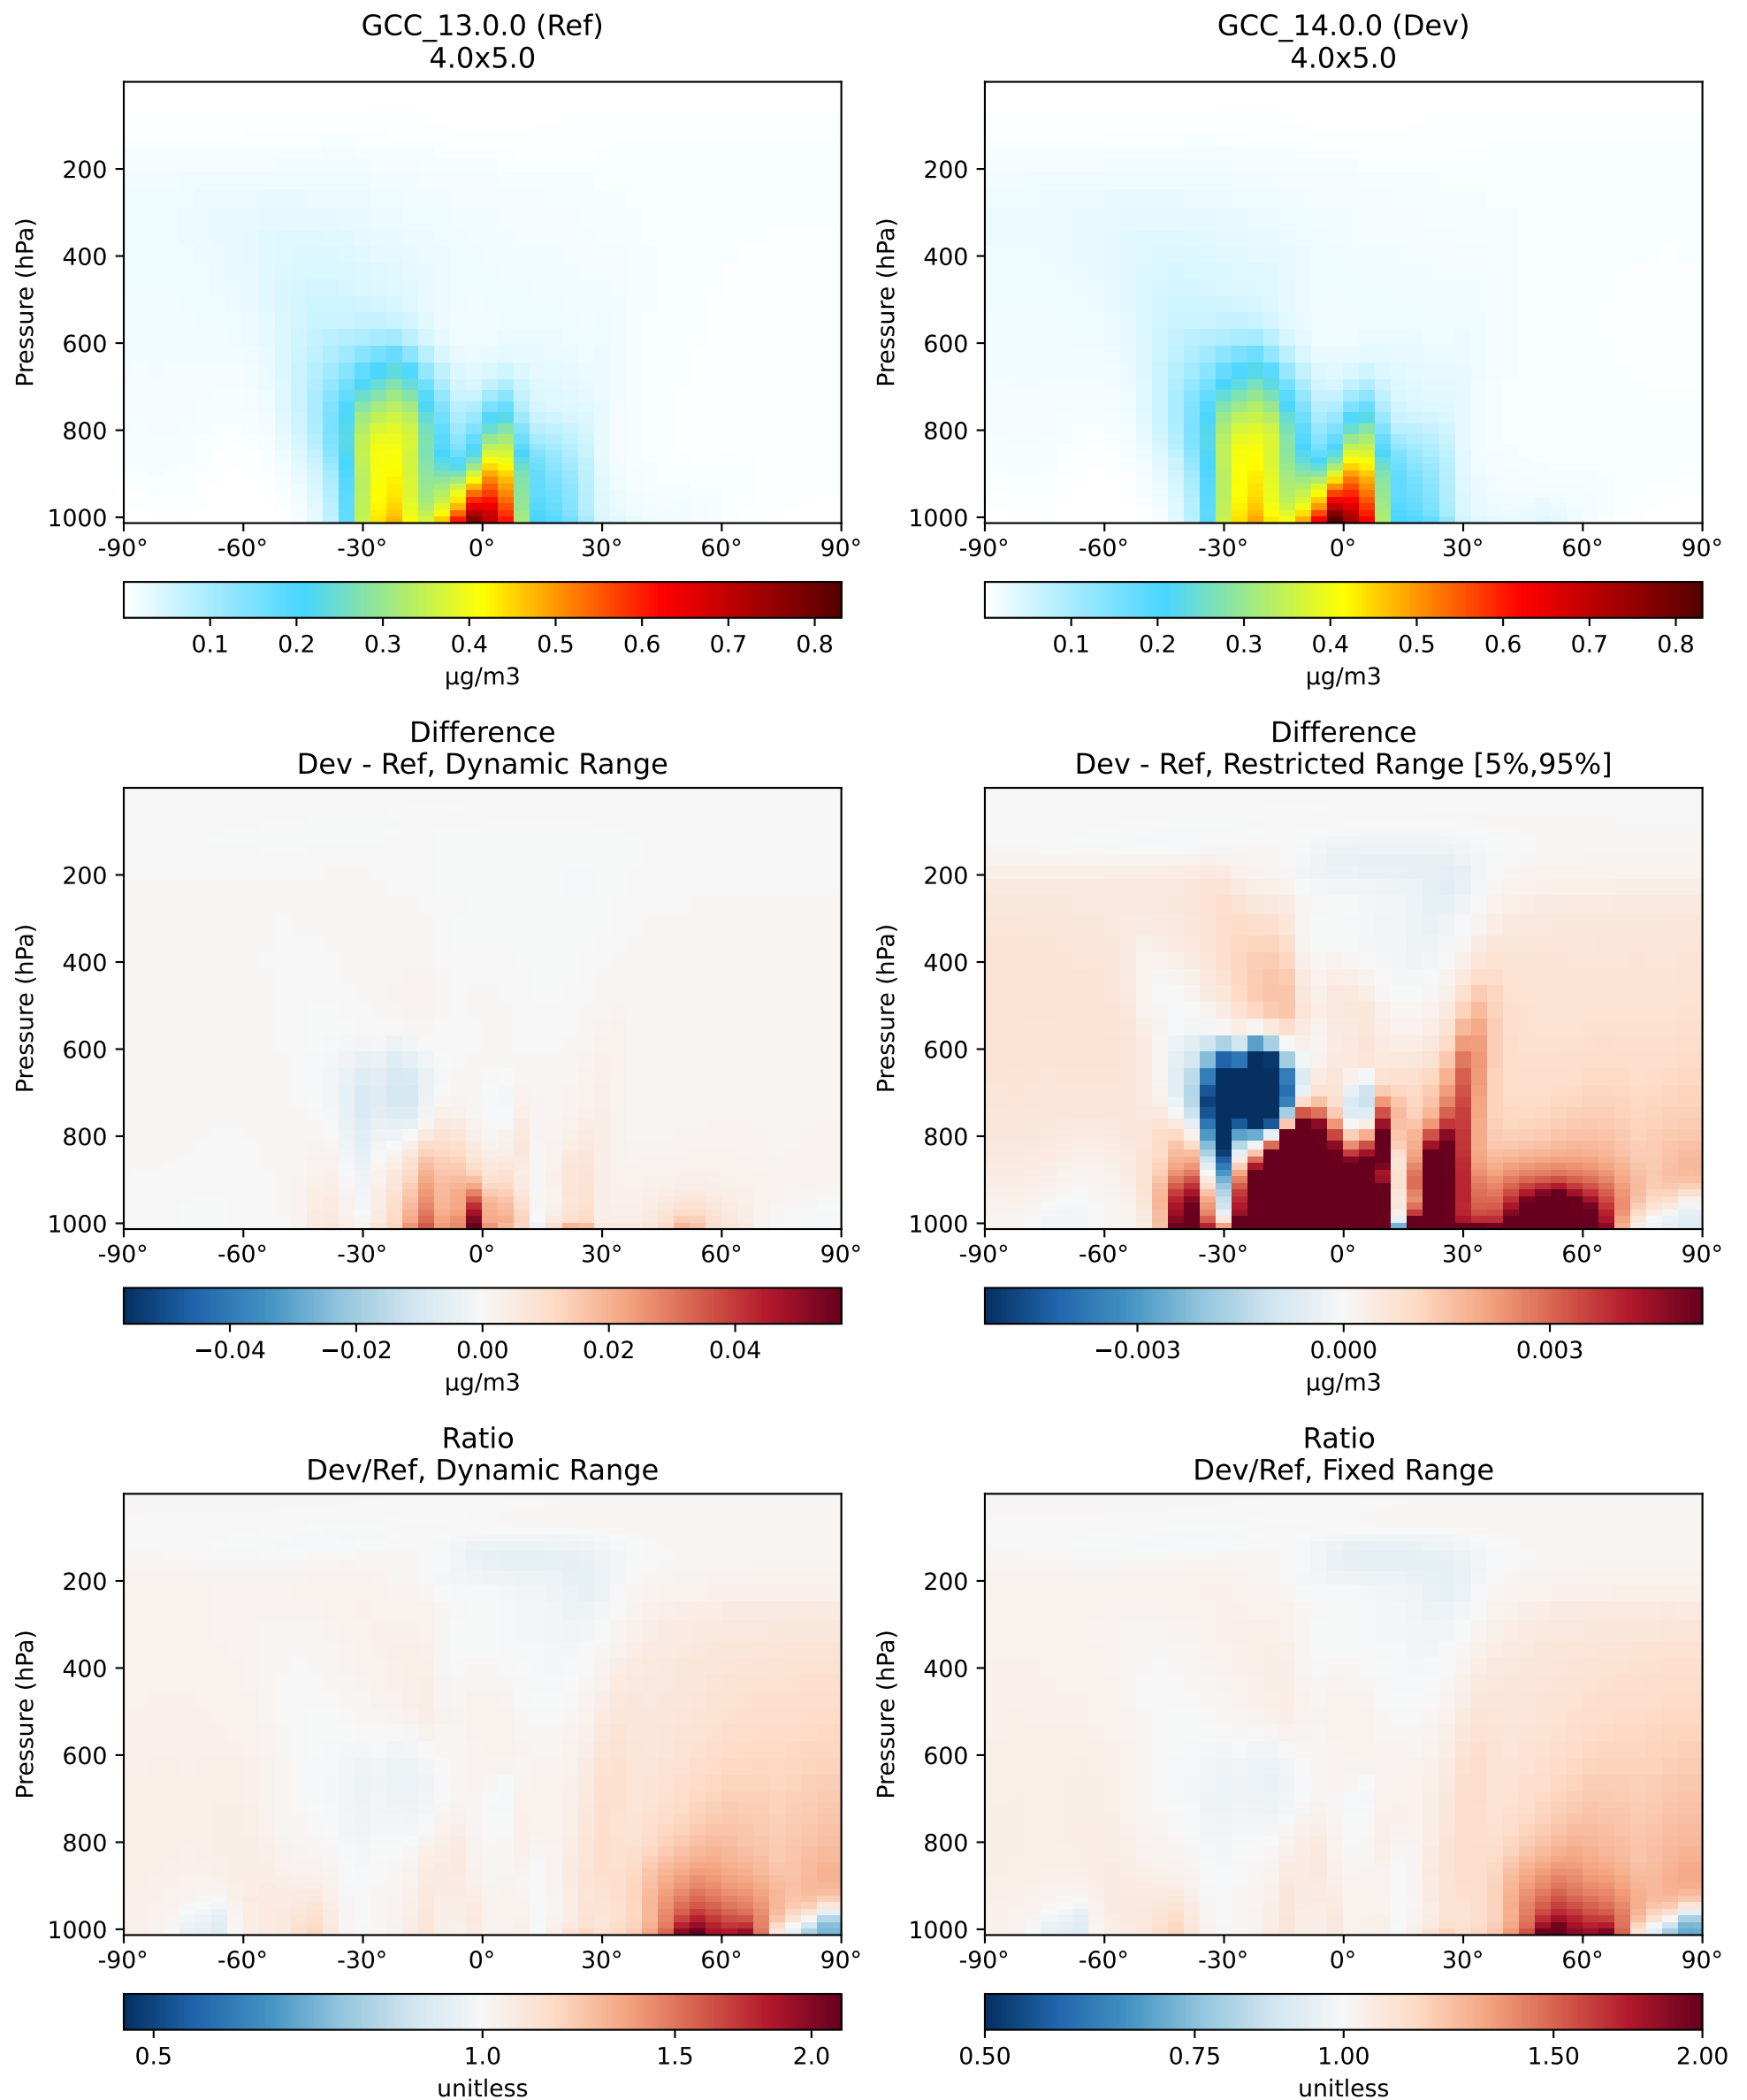 GCC_13.0.0 (Ref)
4.0x5.0
Pressure (hPa)
200
400
600
800
1000
-90° -60° -30° 0° 30° 60° 90°
0.1 0.2 0.3 0.4 0.5 0.6 0.7 0.8
µg/m3
GCC_14.0.0 (Dev)
4.0x5.0
Pressure (hPa)
200
400
600
800
1000
-90° -60° -30° 0° 30° 60° 90°
0.1 0.2 0.3 0.4 0.5 0.6 0.7 0.8
µg/m3
Difference
Dev - Ref, Dynamic Range
Pressure (hPa)
200
400
600
800
1000
-90° -60° -30° 0° 30° 60° 90°
−0.04 −0.02 0.00 0.02 0.04
µg/m3
Difference
Dev - Ref, Restricted Range [5%,95%]
Pressure (hPa)
200
400
600
800
1000
-90° -60° -30° 0° 30° 60° 90°
−0.003 0.000 0.003
µg/m3
Ratio
Dev/Ref, Dynamic Range
Pressure (hPa)
200
400
600
800
1000
-90° -60° -30° 0° 30° 60° 90°
0.5 1.0 1.5 2.0
unitless
Ratio
Dev/Ref, Fixed Range
Pressure (hPa)
200
400
600
800
1000
-90° -60° -30° 0° 30° 60° 90°
0.50 0.75 1.00 1.50 2.00
unitless